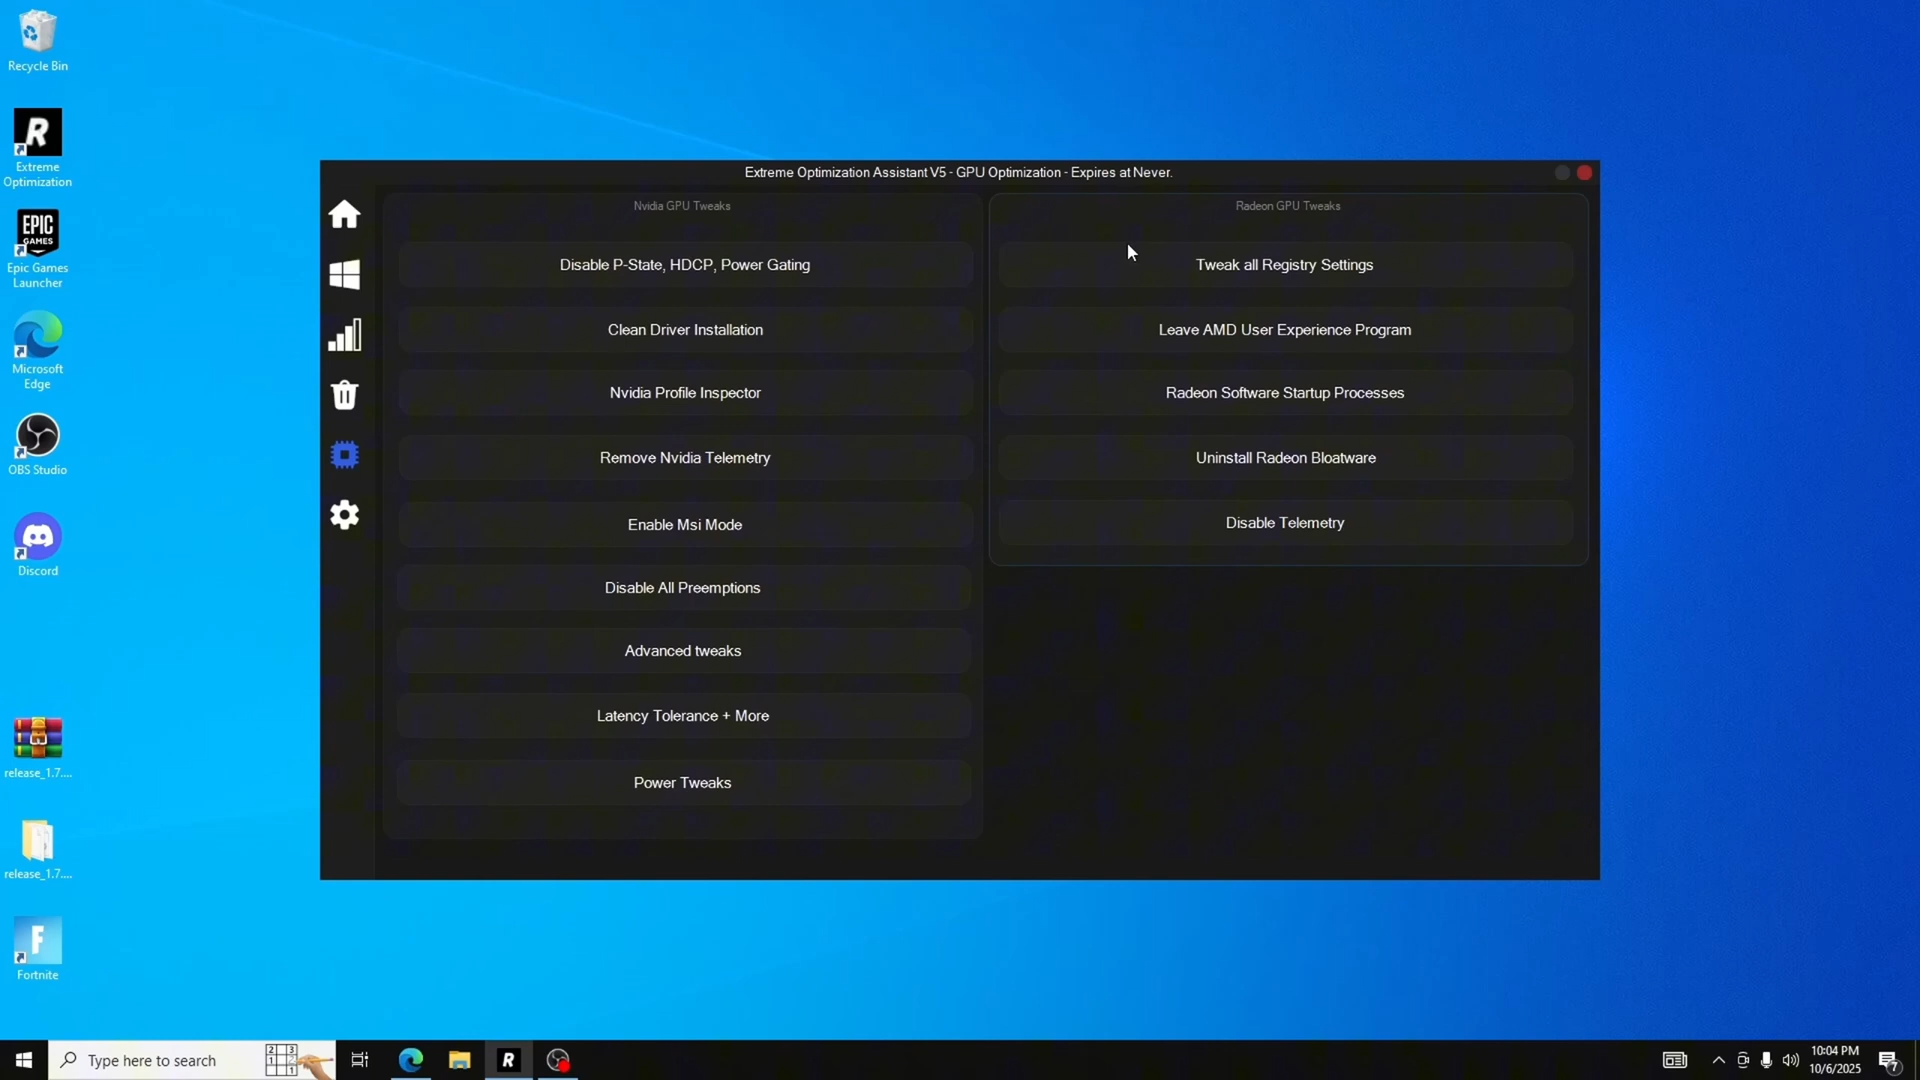 Recycle Bin
Extreme
Optimization
EPIC
GAMES
Epic Games
Launcher
Microsoft
Edge
OBS Studio
Discord
release_1.7....
release_1.7....
Fortnite
Extreme Optimization Assistant V5 - GPU Optimization - Expires at Never.
Nvidia GPU Tweaks
Disable P-State, HDCP, Power Gating
Clean Driver Installation
Nvidia Profile Inspector
Remove Nvidia Telemetry
Enable Msi Mode
Disable All Preemptions
Advanced tweaks
Latency Tolerance + More
Power Tweaks
Radeon GPU Tweaks
Tweak all Registry Settings
Leave AMD User Experience Program
Radeon Software Startup Processes
Uninstall Radeon Bloatware
Disable Telemetry
Type here to search
10:04 PM
10/6/2025
7